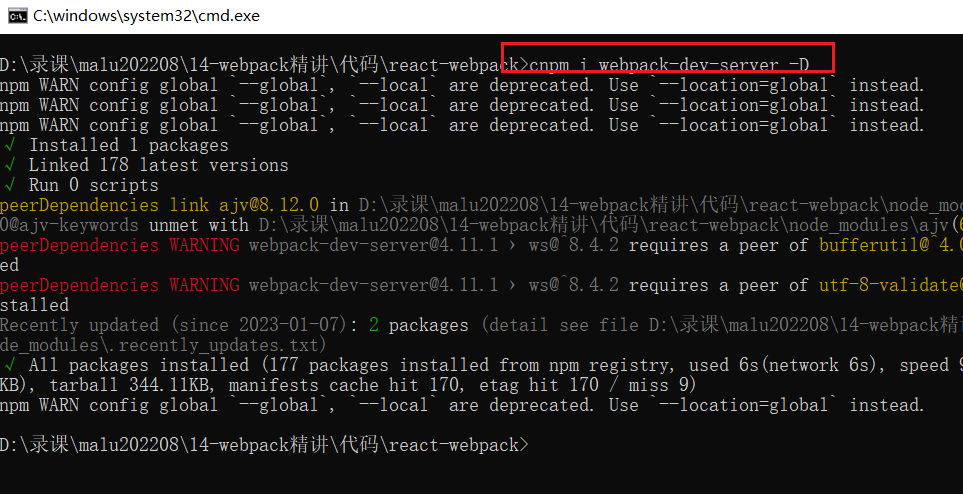 C:\windows\system32\cmd.exe
D:\录课\malu202208\14-webpack精讲\代码\react-webpack>cnpm i webpack-dev-server -D
npm WARN config global `--global`, `--local` are deprecated. Use `--location=global` instead.
npm WARN config global `--global`, `--local` are deprecated. Use `--location=global` instead.
npm WARN config global `--global`, `--local` are deprecated. Use `--location=global` instead.
√ Installed 1 packages
√ Linked 178 latest versions
√ Run 0 scripts
peerDependencies link ajv@8.12.0 in D:\录课\malu202208\14-webpack精讲\代码\react-webpack\node_mod
0@ajv-keywords unmet with D:\录课\malu202208\14-webpack精讲\代码\react-webpack\node_modules\ajv(6
peerDependencies WARNING webpack-dev-server@4.11.1 › ws@^8.4.2 requires a peer of bufferutil@^4.0
ed
peerDependencies WARNING webpack-dev-server@4.11.1 › ws@^8.4.2 requires a peer of utf-8-validate@
stalled
Recently updated (since 2023-01-07): 2 packages (detail see file D:\录课\malu202208\14-webpack精
de_modules\.recently_updates.txt)
√ All packages installed (177 packages installed from npm registry, used 6s(network 6s), speed 9
KB), tarball 344.11KB, manifests cache hit 170, etag hit 170 / miss 9)
npm WARN config global `--global`, `--local` are deprecated. Use `--location=global` instead.
D:\录课\malu202208\14-webpack精讲\代码\react-webpack>